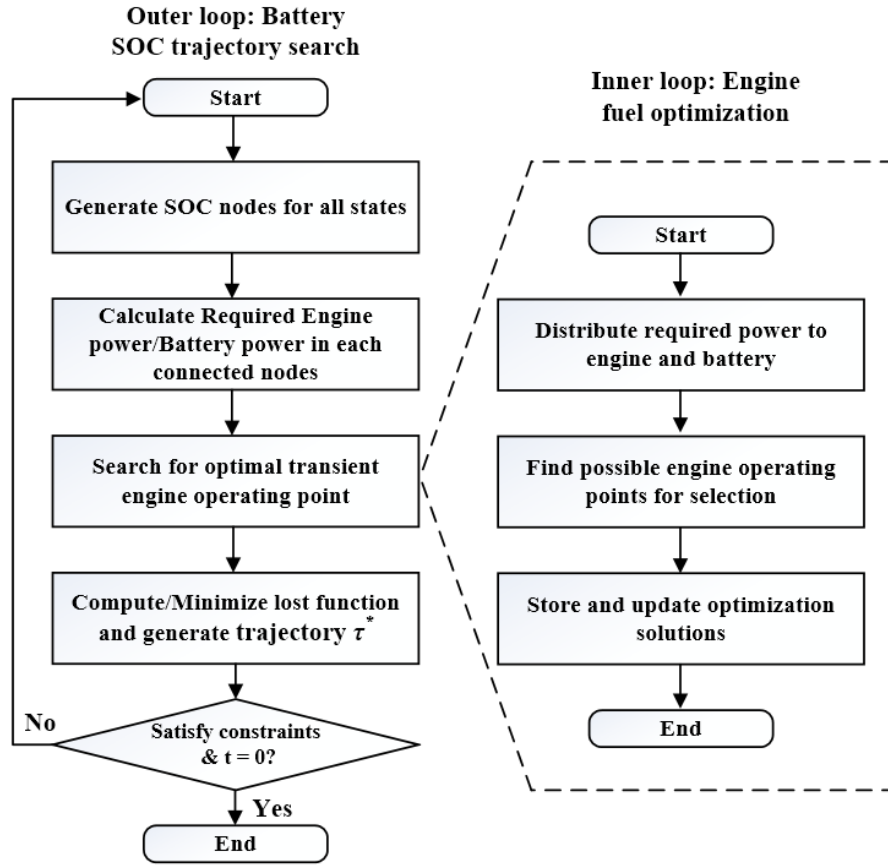 Outer loop: Battery
SOC trajectory search
Start
Generate SOC nodes for all states
Calculate Required Engine
power/Battery power in each
connected nodes
Search for optimal transient
engine operating point
Compute/Minimize lost function
and generate trajectory τ*
Satisfy constraints
& t = 0?
No
Yes
End
Inner loop: Engine
fuel optimization
Start
Distribute required power to
engine and battery
Find possible engine operating
points for selection
Store and update optimization
solutions
End